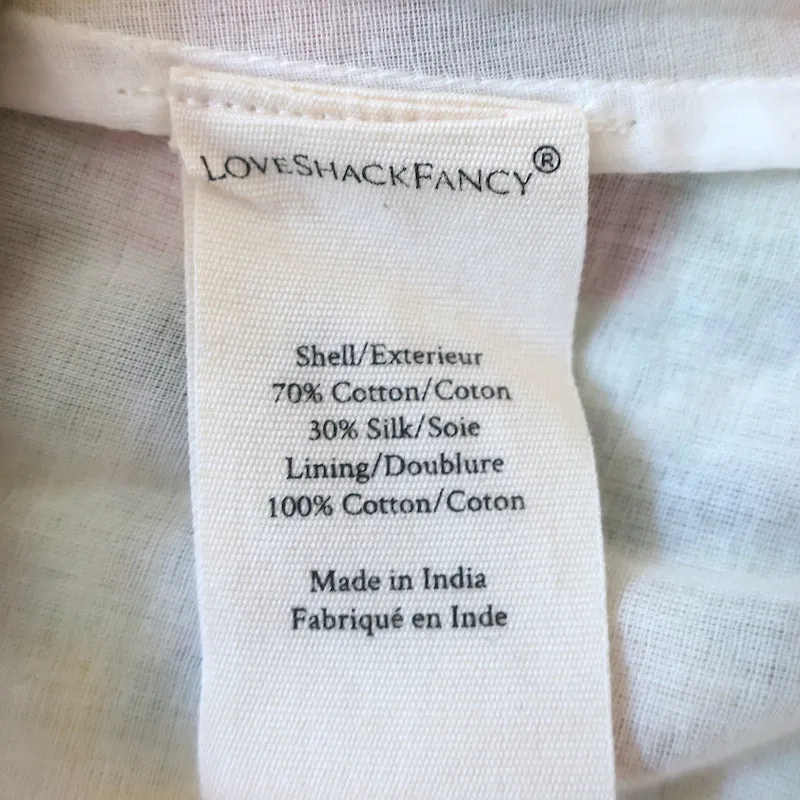 LOVESHACKFANCY®
Shell/Exterieur
70% Cotton/Coton
30% Silk/Soie
Lining/Doublure
100% Cotton/Coton
Made in India
Fabriqué en Inde